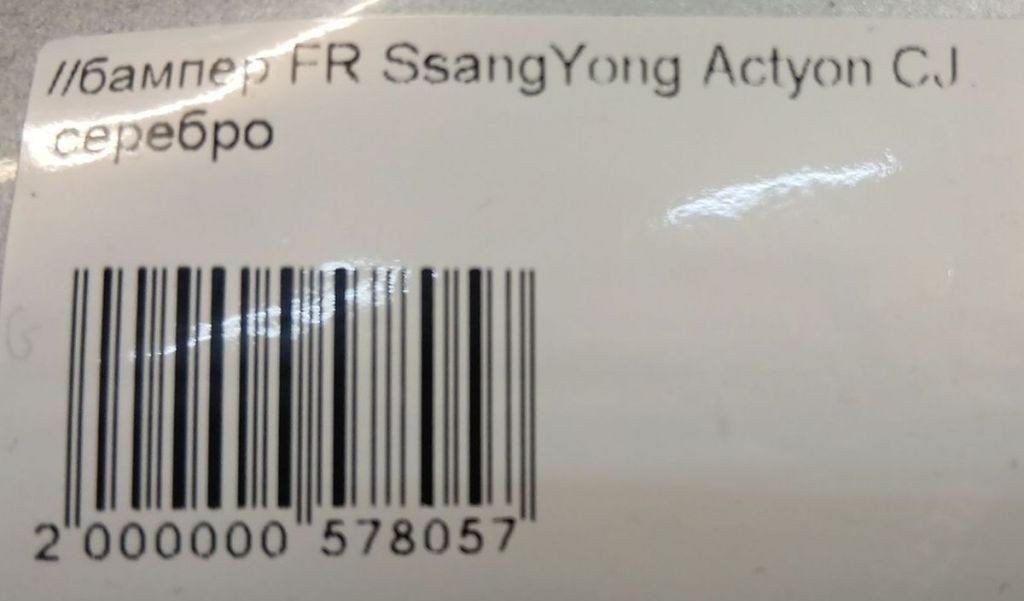 //бампер FR SsangYong Actyon CJ
серебро
2 000000 578057